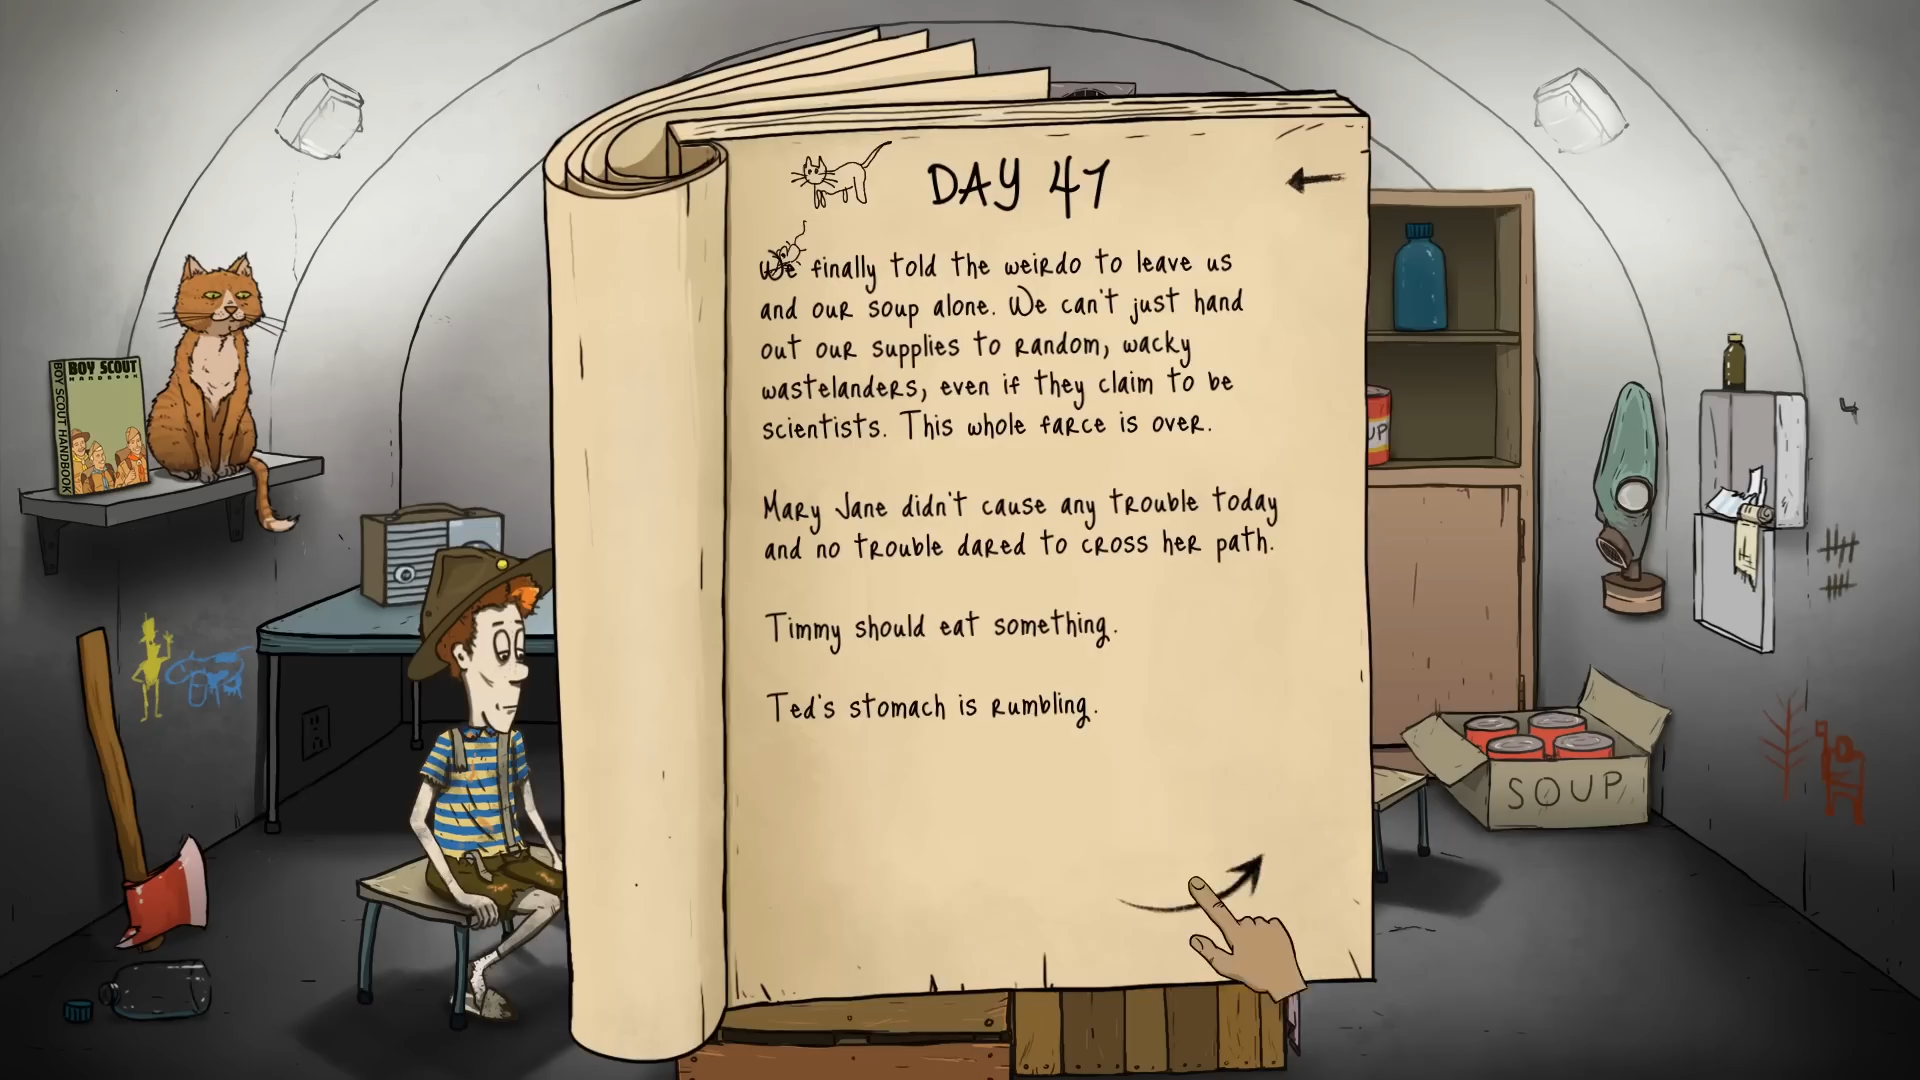 DAY 47
We finally told the weirdo to leave us
and our soup alone. We can't just hand
out our supplies to random, wacky
wastelanders, even if they claim to be
scientists. This whole farce is over.
Mary Jane didn't cause any trouble today
and no trouble dared to cross her path.
Timmy should eat something.
Ted's stomach is rumbling.
BOY SCOUT
HANDBOOK
BOY SCOUT HANDBOOK
UP
SOUP